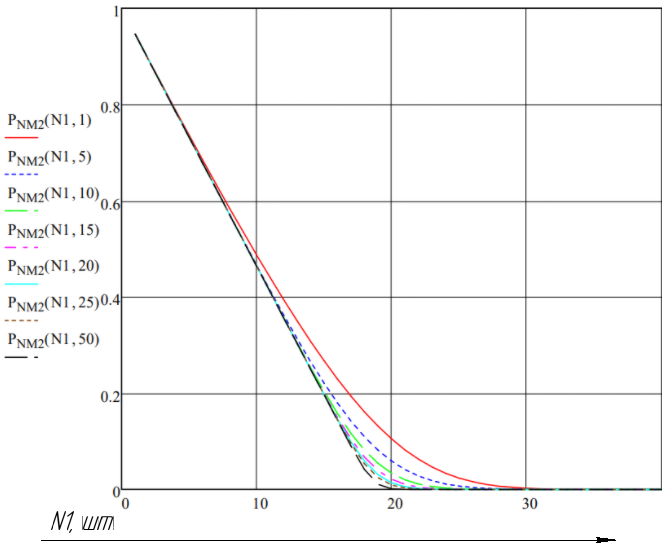 1
0.8
0.6
0.4
0.2
0
0
10
20
30
P_NM2(N1, 1)
P_NM2(N1, 5)
P_NM2(N1, 10)
P_NM2(N1, 15)
P_NM2(N1, 20)
P_NM2(N1, 25)
P_NM2(N1, 50)
N1, шт